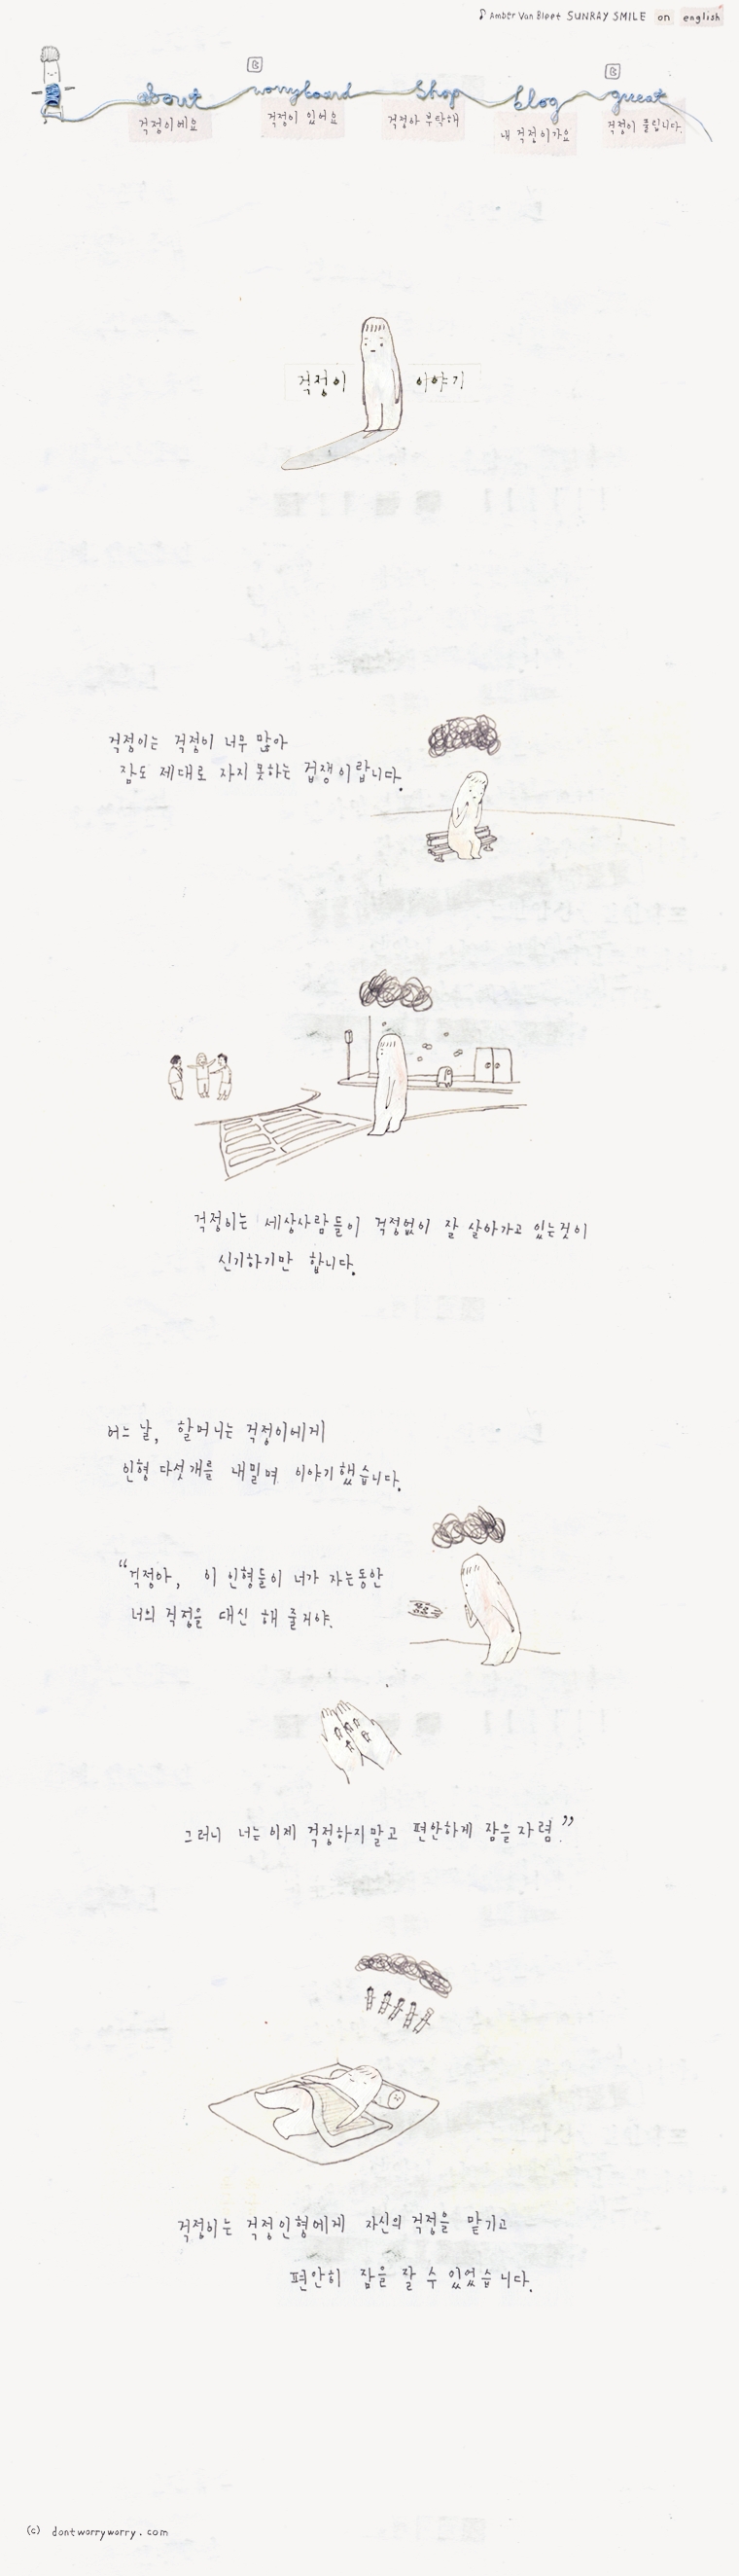 Amber Van Bleet SUNRAY SMILE on english
about worryboard shop blog greeat
B
B
걱정이에요 걱정이 있어요 걱정아 부탁해 내 걱정이가요 걱정이 풀립니다.
걱정이 이야기
걱정이는 걱정이 너무 많아
잠도 제대로 자지 못하는 겁쟁이랍니다.
걱정이는 세상사람들이 걱정없이 잘 살아가고 있는것이
신기하기만 합니다.
어느 날, 할머니는 걱정이에게
인형 다섯개를 내밀며 이야기했습니다.
“걱정아, 이 인형들이 너가 자는동안
너의 걱정을 대신 해 줄거야.
그러니 너는 이제 걱정하지말고 편안하게 잠을 자렴.”
걱정이는 걱정인형에게 자신의 걱정을 맡기고
편안히 잠을 잘 수 있었습니다.
(c) dontworryworry.com